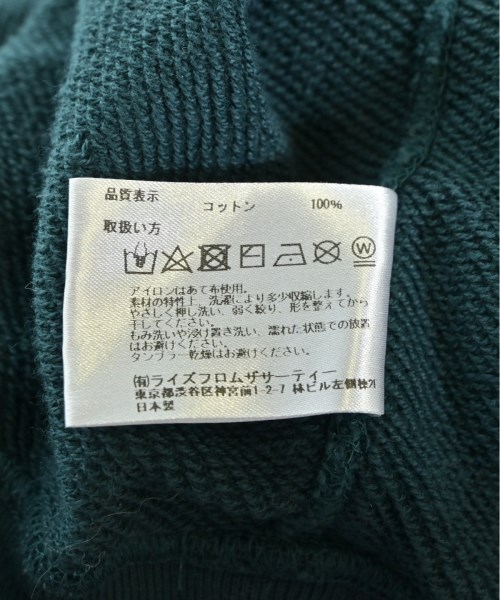 品質表示
コットン 100%
取扱い方
W
アイロンはあて布使用。
素材の特性上、洗濯により多少収縮します。
やさしく押し洗い、弱く絞り、形を整えてから
干してください。
もみ洗いや浸け置き洗い、濡れた状態での放置
はお避けください。
タンブラー乾燥はお避けください。
(有)ライズフロムザサーティー
東京都渋谷区神宮前1-2-7 林ビル左側
日本製